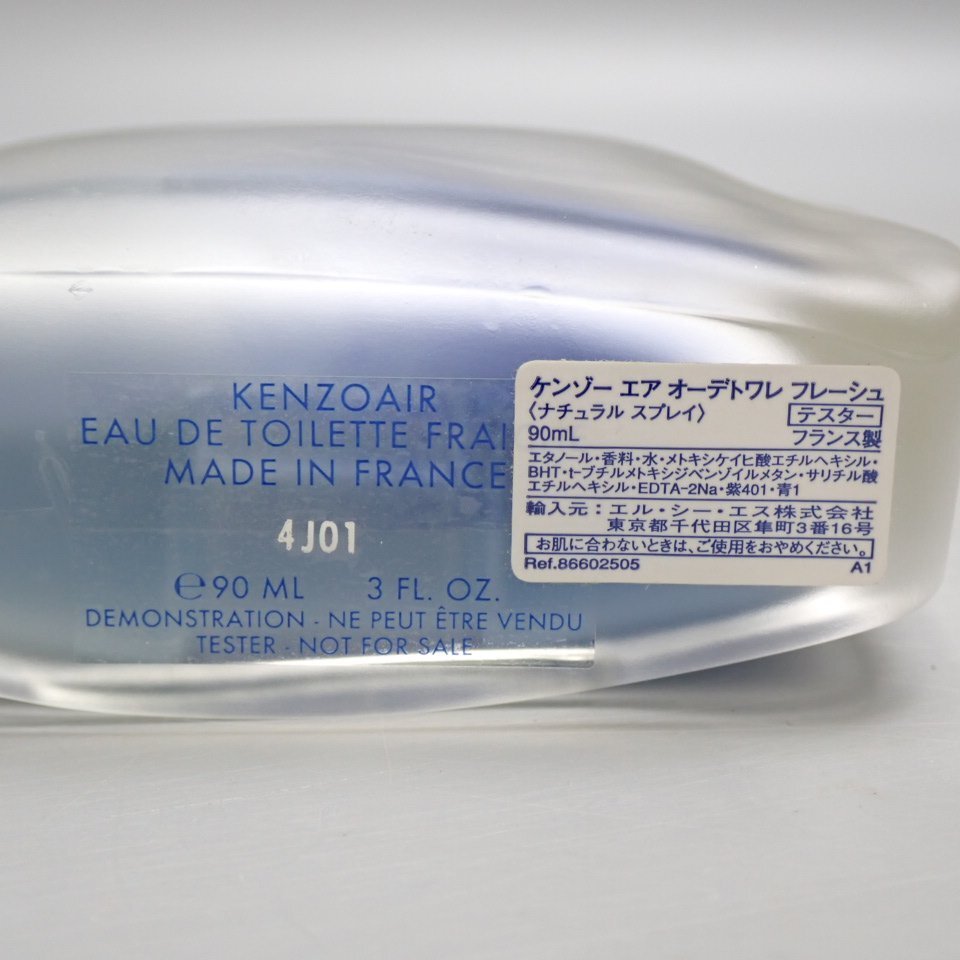 KENZOAIR
EAU DE TOILETTE
MADE IN FRANCE
4J01
℮90 ML 3 FL. OZ.
DEMONSTRATION - NE PEUT ÊTRE VENDU
TESTER - NOT FOR SALE
ケンゾー エア オーデトワレ フレーシュ
〈ナチュラル スプレイ〉 テスター
90mL フランス製
エタノール・香料・水・メトキシケイヒ酸エチルヘキシル・
BHT・t-ブチルメトキシジベンゾイルメタン・サリチル酸
エチルヘキシル・EDTA-2Na・紫401・青1
輸入元：エル・シー・エス株式会社
東京都千代田区隼町3番16号
お肌に合わないときは、ご使用をおやめください。
Ref.86602505 A1